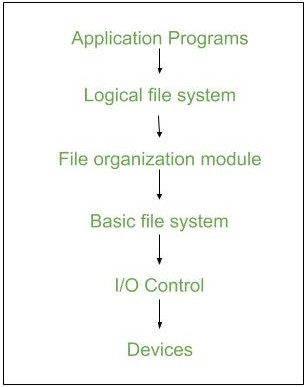 Application Programs
Logical file system
File organization module
Basic file system
I/O Control
Devices